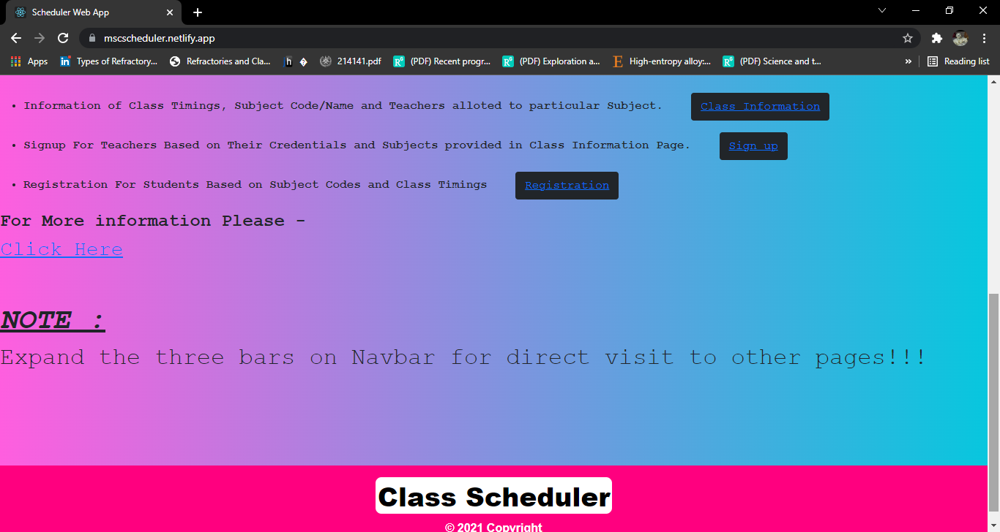 Scheduler Web App
mscscheduler.netlify.app
Apps
Types of Refractory...
Refractories and Cla...
214141.pdf
(PDF) Recent progr...
(PDF) Exploration a...
High-entropy alloy:...
(PDF) Science and t...
»
Reading list
• Information of Class Timings, Subject Code/Name and Teachers alloted to particular Subject. Class Information
• Signup For Teachers Based on Their Credentials and Subjects provided in Class Information Page. Sign up
• Registration For Students Based on Subject Codes and Class Timings Registration
For More information Please -
Click Here
NOTE :
Expand the three bars on Navbar for direct visit to other pages!!!
Class Scheduler
© 2021 Copyright